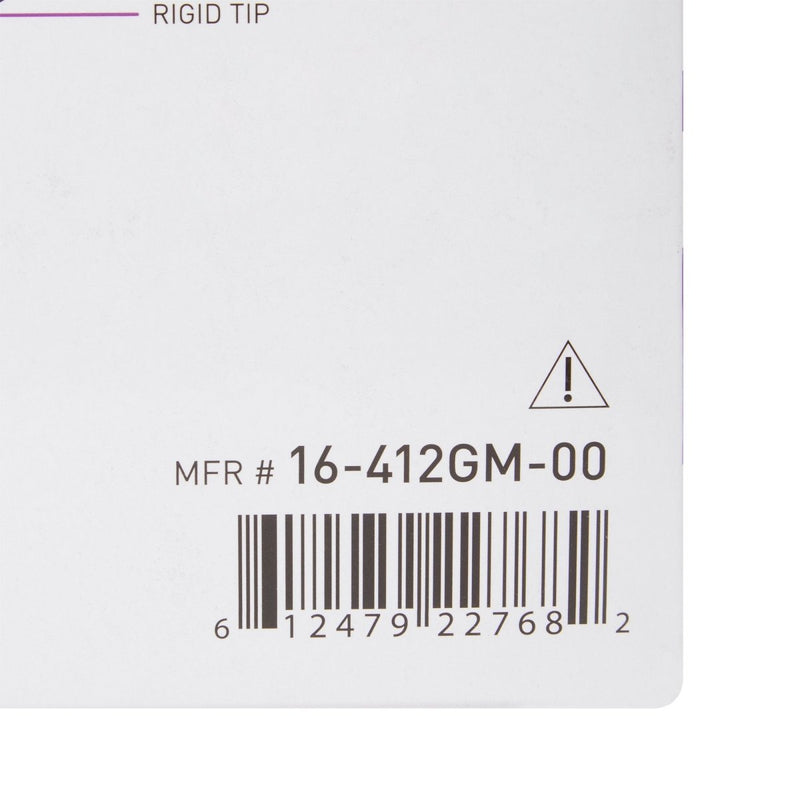 RIGID TIP
MFR # 16-412GM-00
6 12479 22768 2